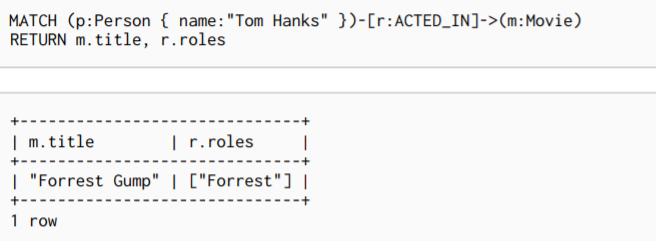 MATCH (p:Person { name:"Tom Hanks" })-[r:ACTED_IN]->(m:Movie)
RETURN m.title, r.roles
+------------------------------+
| m.title        | r.roles     |
+------------------------------+
| "Forrest Gump" | ["Forrest"] |
+------------------------------+
1 row